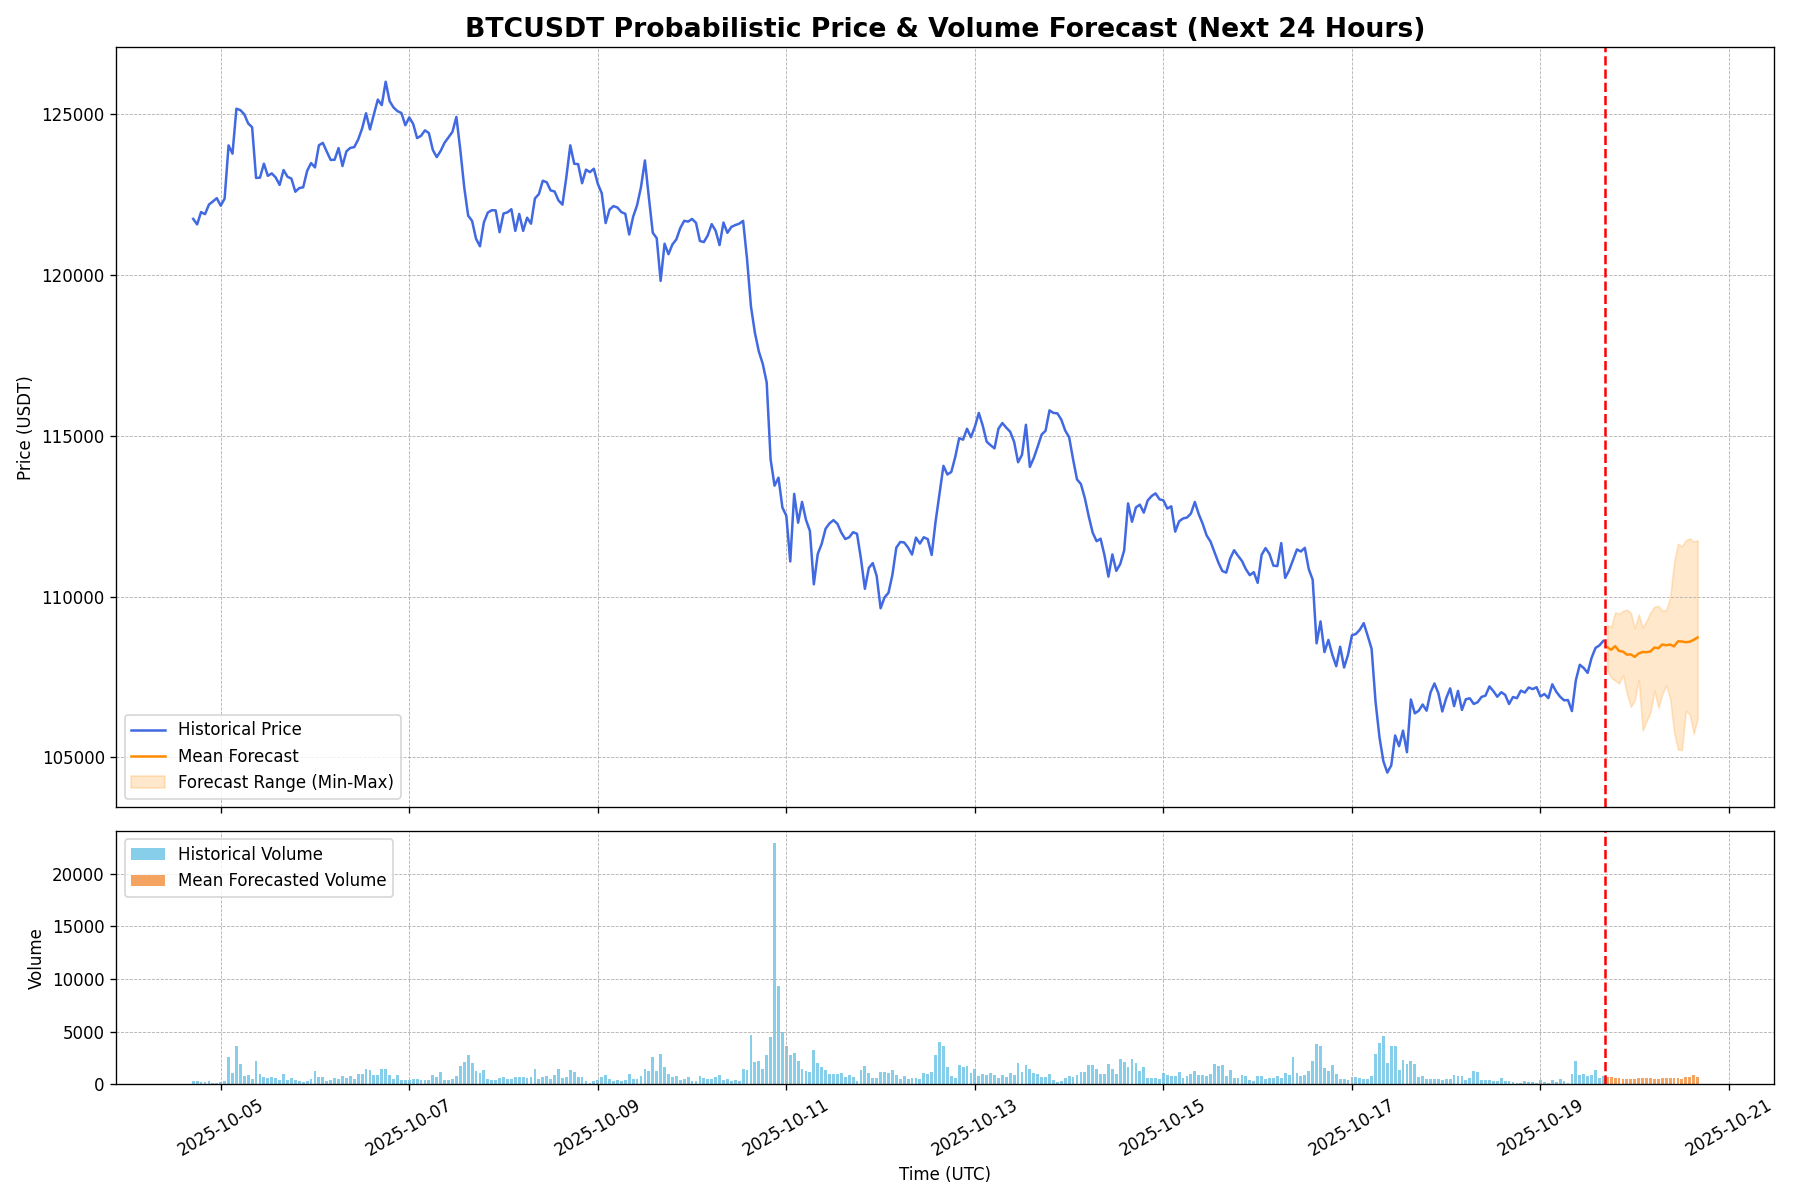 BTCUSDT Probabilistic Price & Volume Forecast (Next 24 Hours)
Price (USDT)
125000
120000
115000
110000
105000
Historical Price
Mean Forecast
Forecast Range (Min-Max)
Volume
20000
15000
10000
5000
0
Historical Volume
Mean Forecasted Volume
2025-10-05
2025-10-07
2025-10-09
2025-10-11
2025-10-13
2025-10-15
2025-10-17
2025-10-19
2025-10-21
Time (UTC)